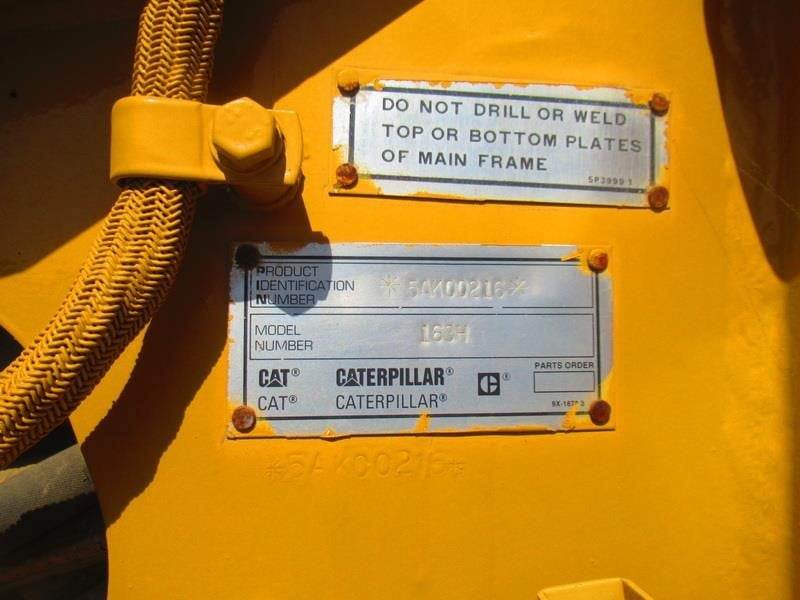 DO NOT DRILL OR WELD
TOP OR BOTTOM PLATES
OF MAIN FRAME
5P3999 1
PRODUCT
IDENTIFICATION
NUMBER
*5AK00216*
MODEL
NUMBER
163H
PARTS ORDER
CAT® CATERPILLAR® C®
CAT® CATERPILLAR®
*5AK00216*